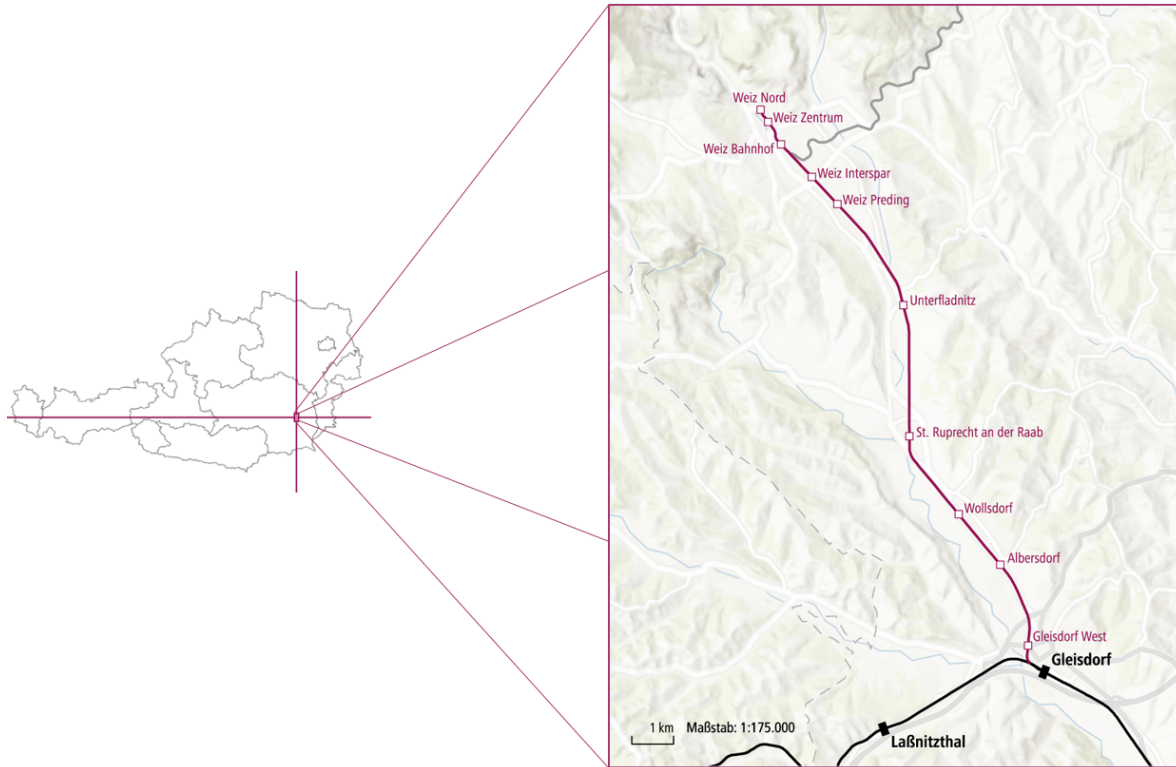 Weiz Nord
Weiz Zentrum
Weiz Bahnhof
Weiz Interspar
Weiz Preding
Unterfladnitz
St. Ruprecht an der Raab
Wollsdorf
Albersdorf
Gleisdorf West
Gleisdorf
1 km Maßstab: 1:175.000
Laßnitzthal